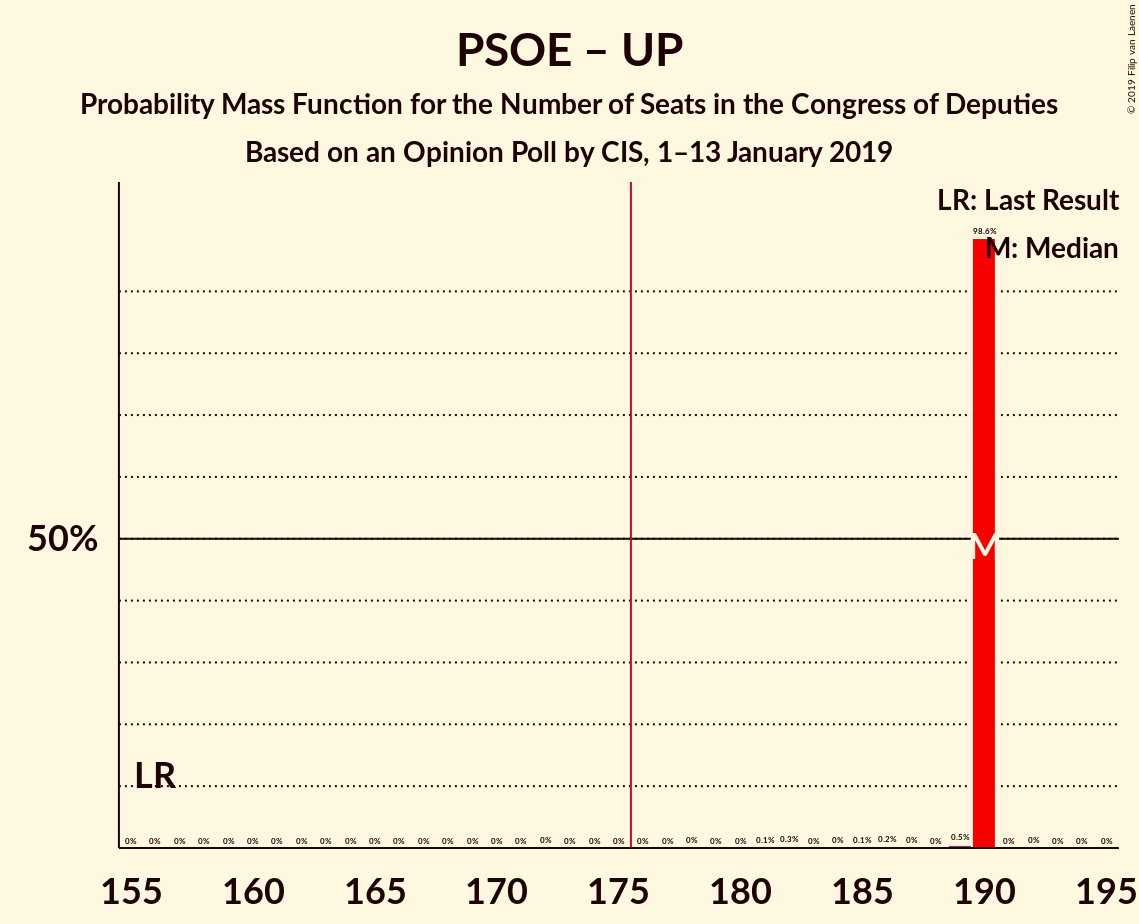 PSOE – UP
Probability Mass Function for the Number of Seats in the Congress of Deputies
Based on an Opinion Poll by CIS, 1–13 January 2019
© 2019 Filip van Laenen
LR: Last Result
98.6%
M: Median
50%
M
LR
0% 0% 0% 0% 0% 0% 0% 0% 0% 0% 0% 0% 0% 0% 0% 0% 0% 0% 0% 0% 0% 0% 0% 0% 0% 0% 0.1% 0.3% 0% 0% 0.1% 0.2% 0% 0% 0.5% 0% 0% 0% 0% 0%
155 160 165 170 175 180 185 190 195